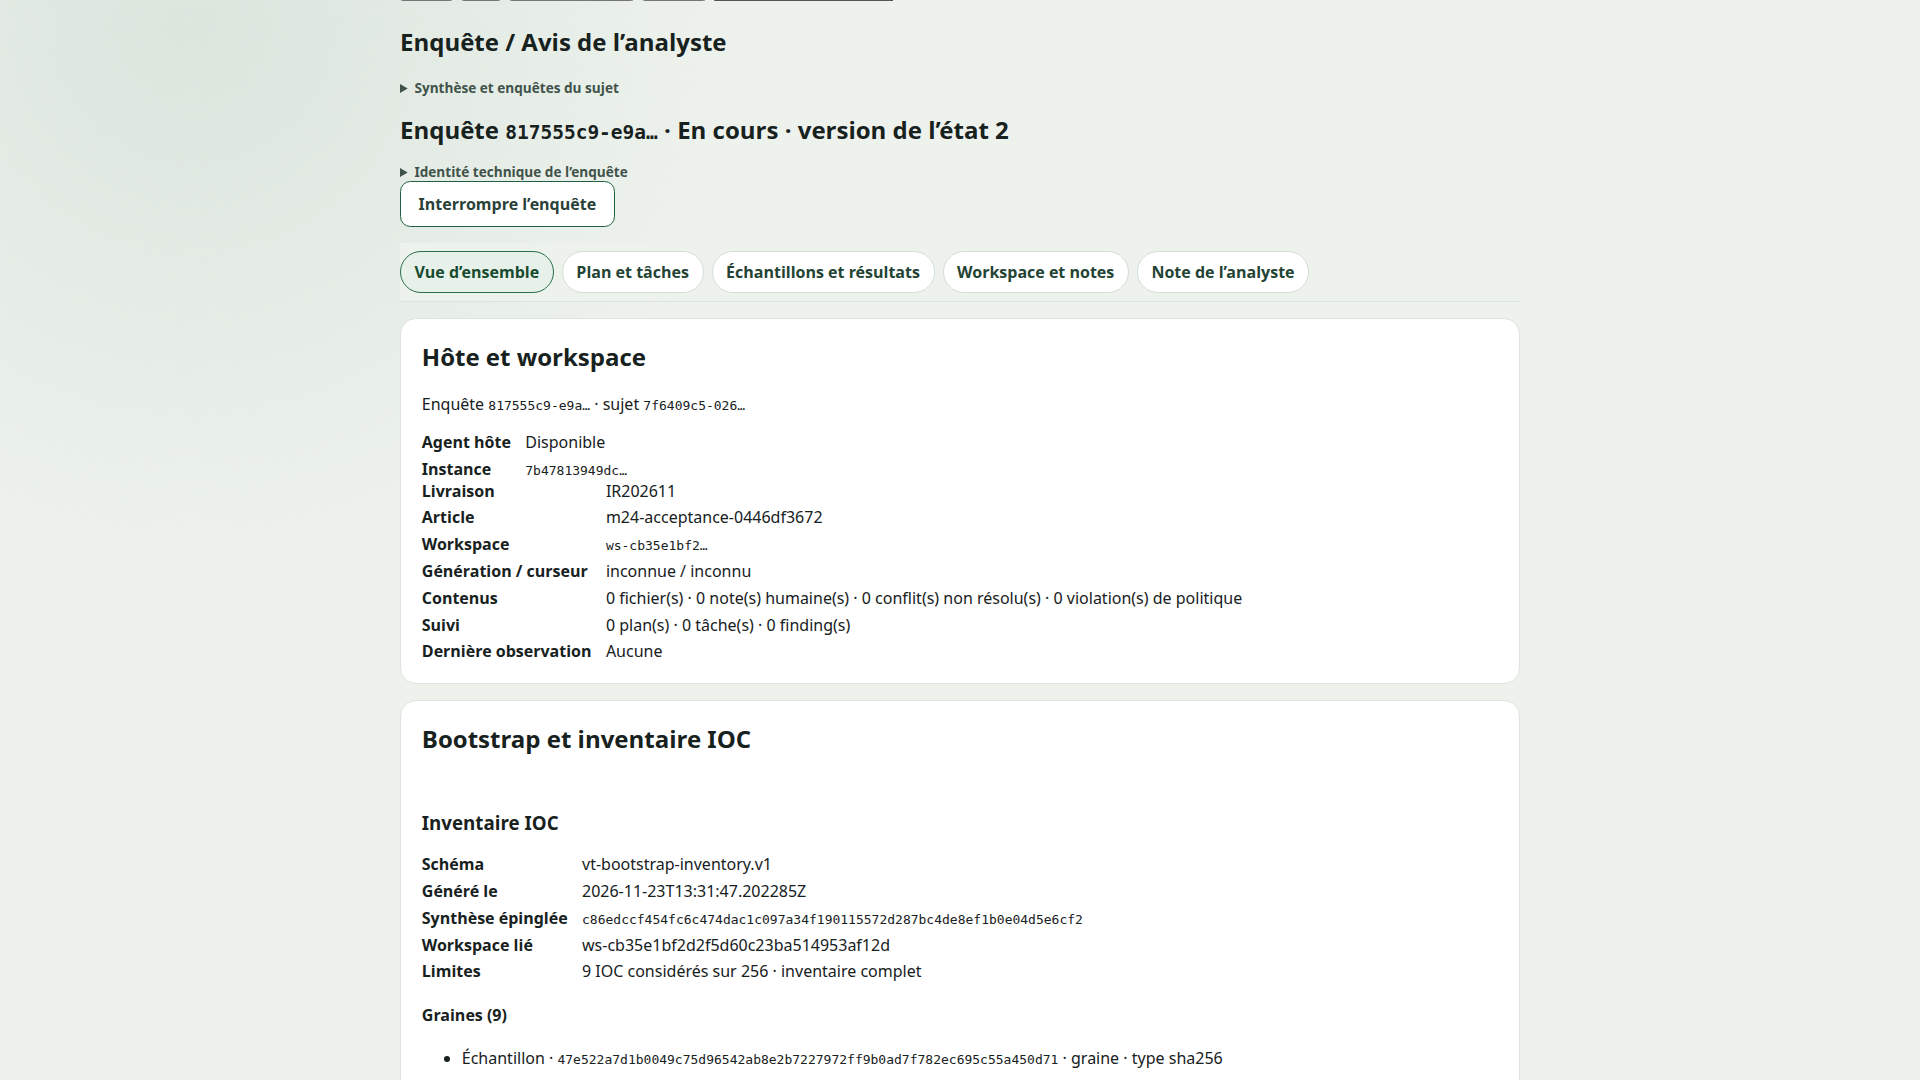 Enquête / Avis de l’analyste
▶ Synthèse et enquêtes du sujet
Enquête 817555c9-e9a… · En cours · version de l’état 2
▶ Identité technique de l’enquête
Interrompre l’enquête
Vue d’ensemble
Plan et tâches
Échantillons et résultats
Workspace et notes
Note de l’analyste
Hôte et workspace
Enquête 817555c9-e9a… · sujet 7f6409c5-026…
Agent hôte Disponible
Instance 7b47813949dc…
Livraison IR202611
Article m24-acceptance-0446df3672
Workspace ws-cb35e1bf2…
Génération / curseur inconnue / inconnu
Contenus 0 fichier(s) · 0 note(s) humaine(s) · 0 conflit(s) non résolu(s) · 0 violation(s) de politique
Suivi 0 plan(s) · 0 tâche(s) · 0 finding(s)
Dernière observation Aucune
Bootstrap et inventaire IOC
Inventaire IOC
Schéma vt-bootstrap-inventory.v1
Généré le 2026-11-23T13:31:47.202285Z
Synthèse épinglée c86edccf454fc6c474dac1c097a34f190115572d287bc4de8ef1b0e04d5e6cf2
Workspace lié ws-cb35e1bf2d2f5d60c23ba514953af12d
Limites 9 IOC considérés sur 256 · inventaire complet
Graines (9)
• Échantillon · 47e522a7d1b0049c75d96542ab8e2b7227972ff9b0ad7f782ec695c55a450d71 · graine · type sha256